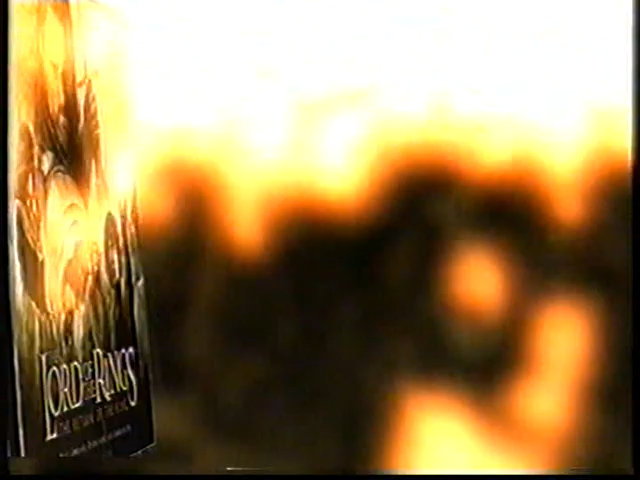 LORD OF THE RINGS
THE RETURN OF THE KING